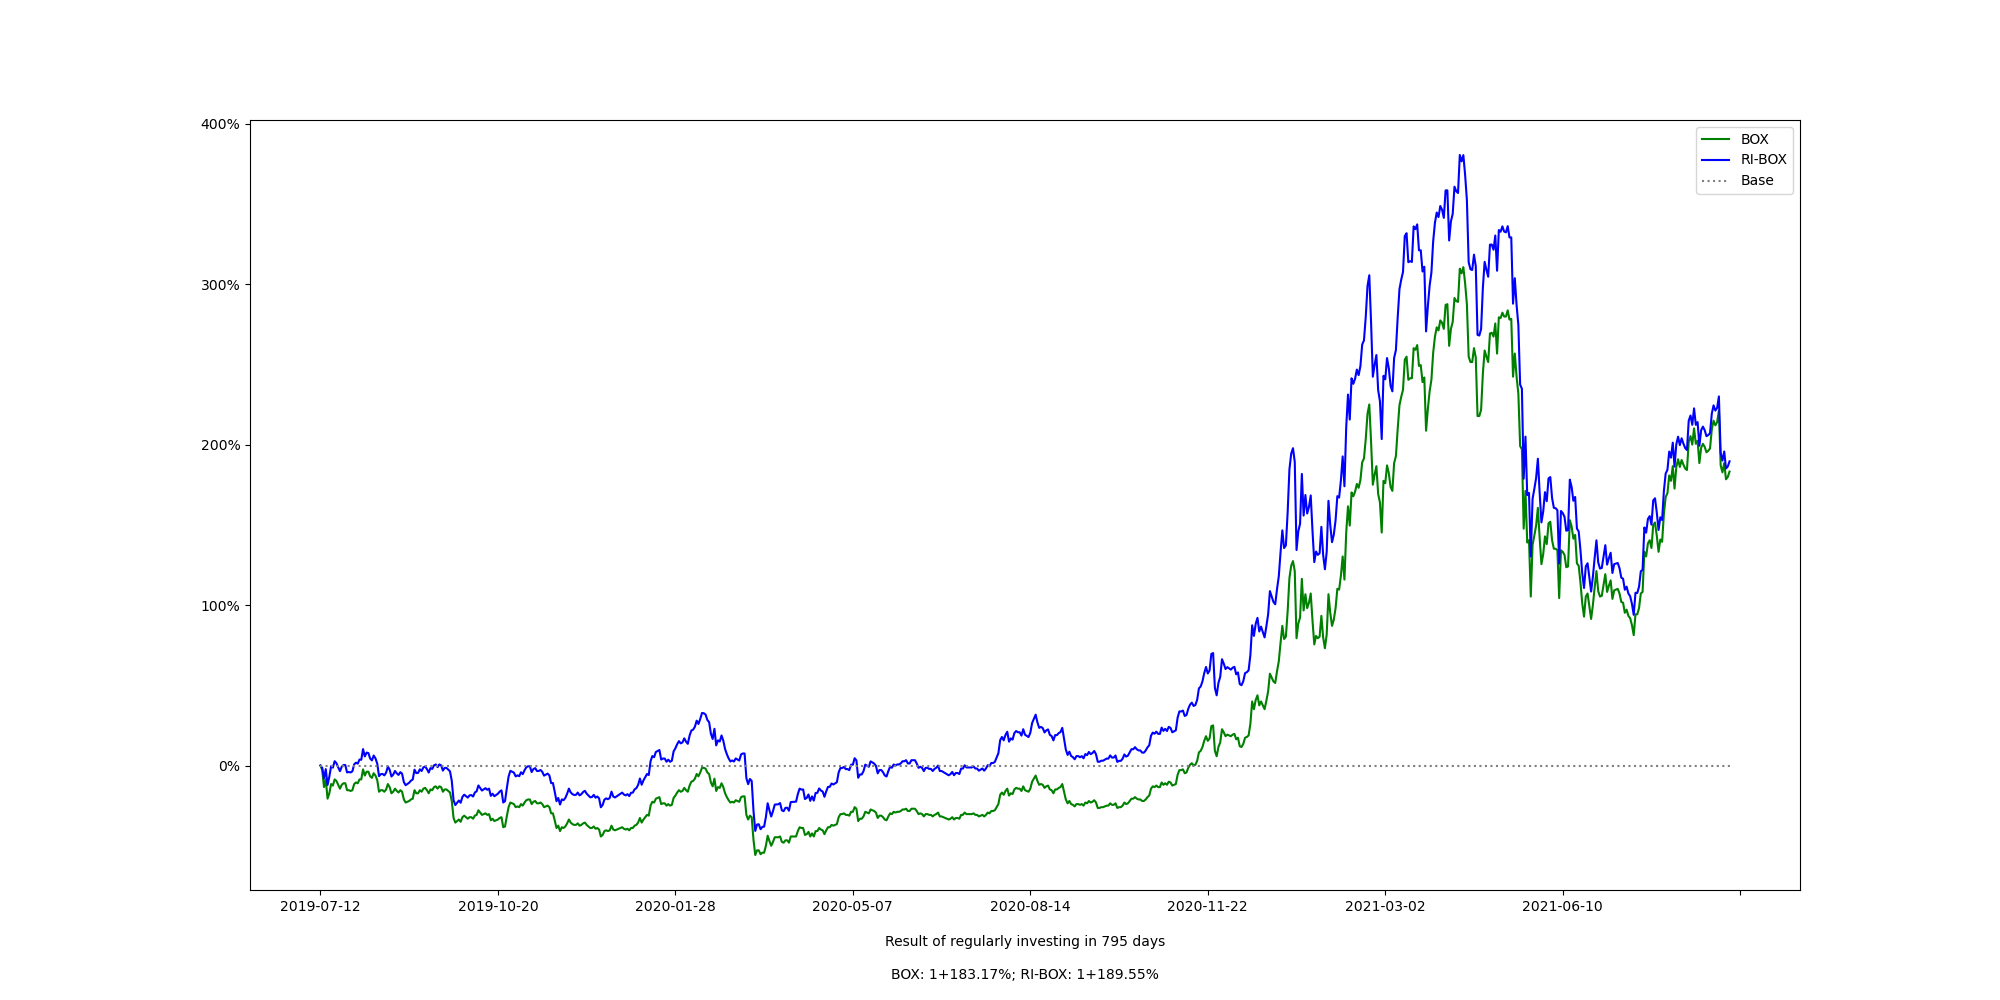 400%
300%
200%
100%
0%
BOX
RI-BOX
Base
2019-07-12 2019-10-20 2020-01-28 2020-05-07 2020-08-14 2020-11-22 2021-03-02 2021-06-10
Result of regularly investing in 795 days
BOX: 1+183.17%; RI-BOX: 1+189.55%